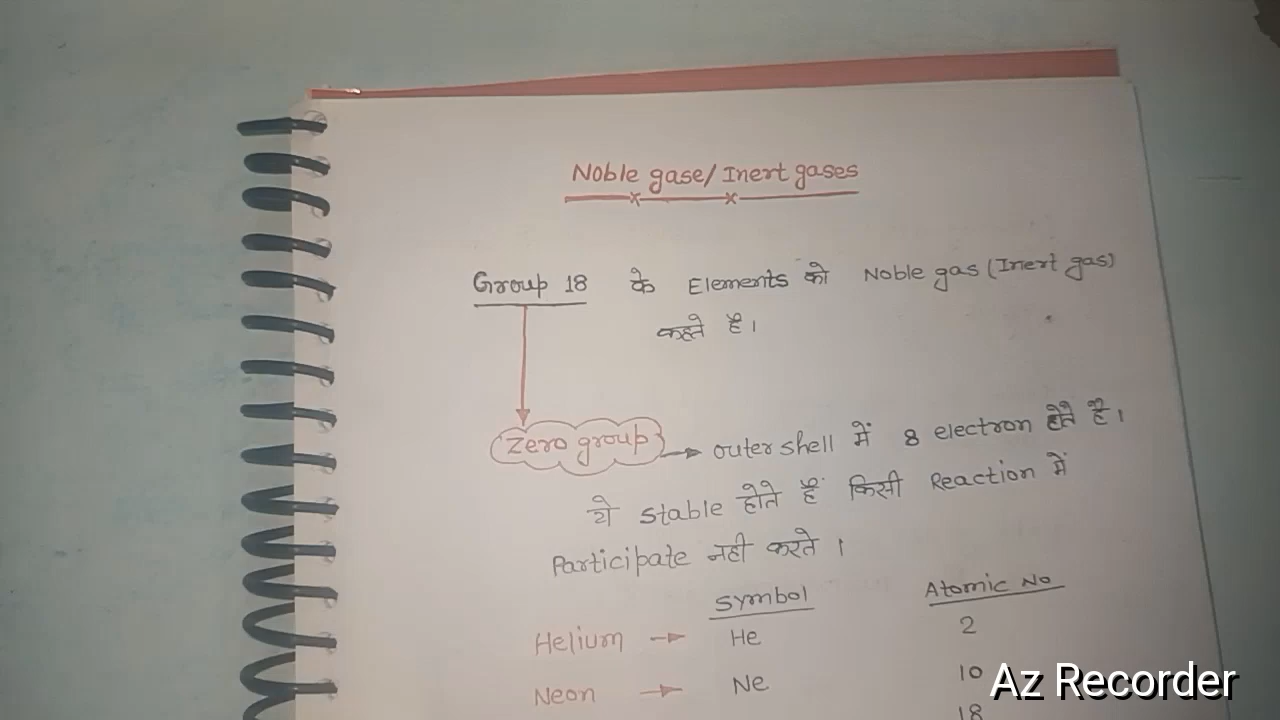 Noble gase/Inert gases
Group 18 के Elements को Noble gas (Inert gas)
कहते है।
Zero group → outer shell में 8 electron होते है।
ये stable होते हैं किसी Reaction में
Participate नही करते ।
Symbol Atomic No
Helium → He 2
Neon → Ne 10
18
Az Recorder